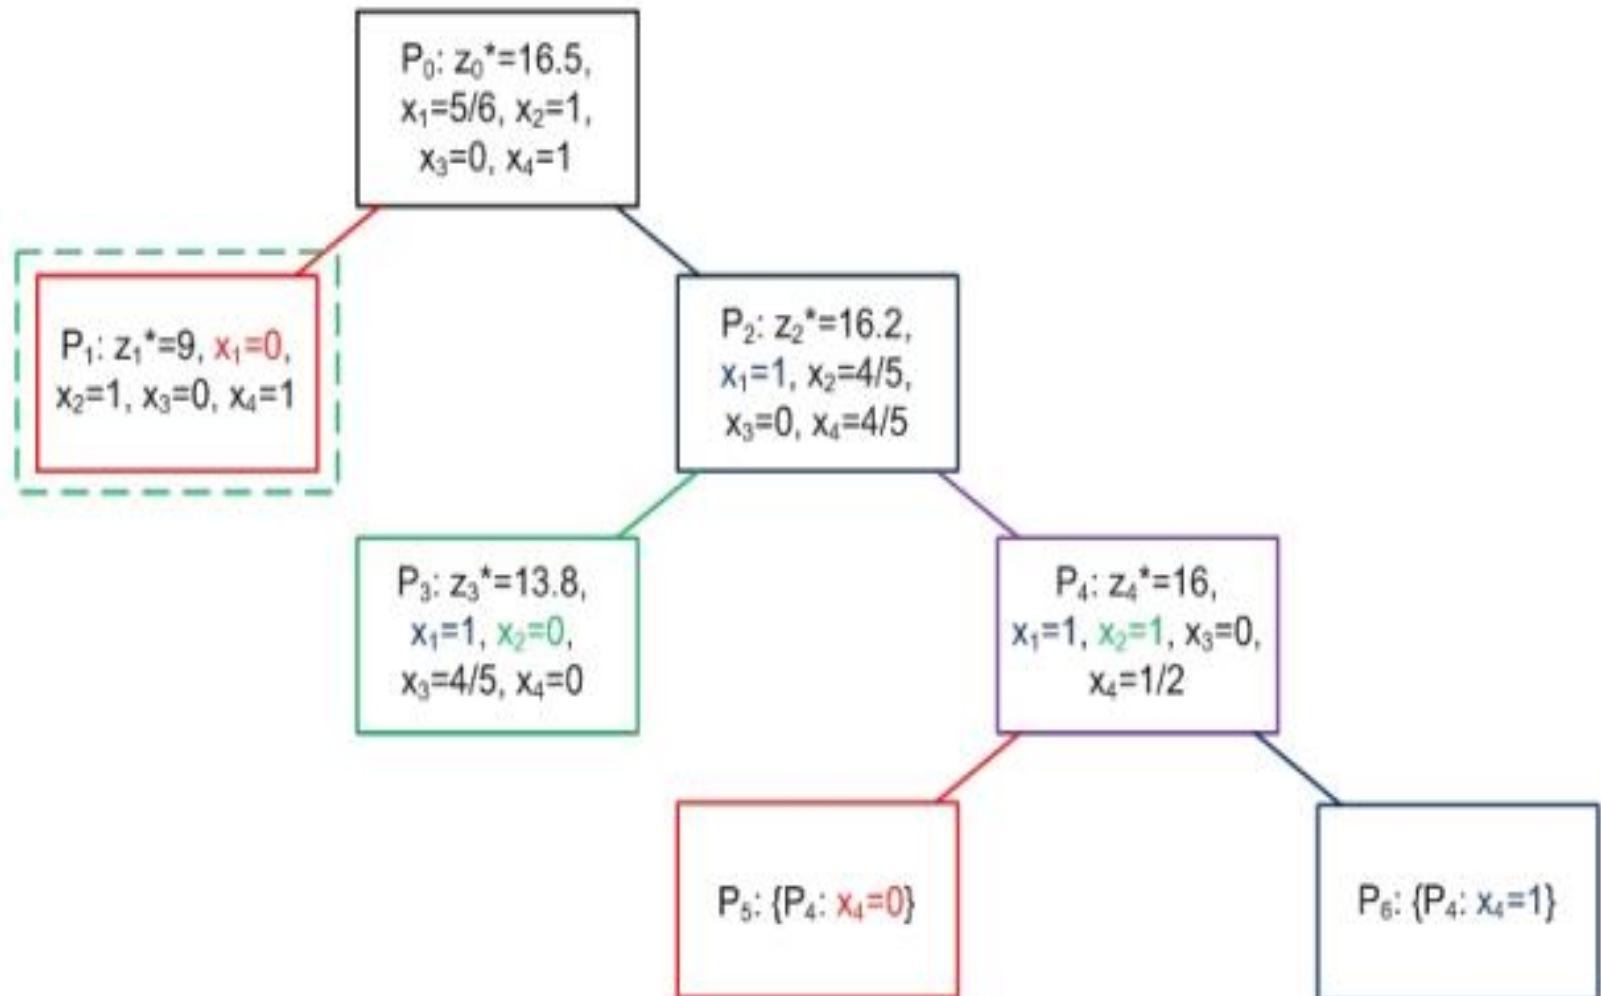 P₀: z₀*=16.5,
x₁=5/6, x₂=1,
x₃=0, x₄=1
P₁: z₁*=9, x₁=0,
x₂=1, x₃=0, x₄=1
P₂: z₂*=16.2,
x₁=1, x₂=4/5,
x₃=0, x₄=4/5
P₃: z₃*=13.8,
x₁=1, x₂=0,
x₃=4/5, x₄=0
P₄: z₄*=16,
x₁=1, x₂=1, x₃=0,
x₄=1/2
P₅: {P₄: x₄=0}
P₆: {P₄: x₄=1}